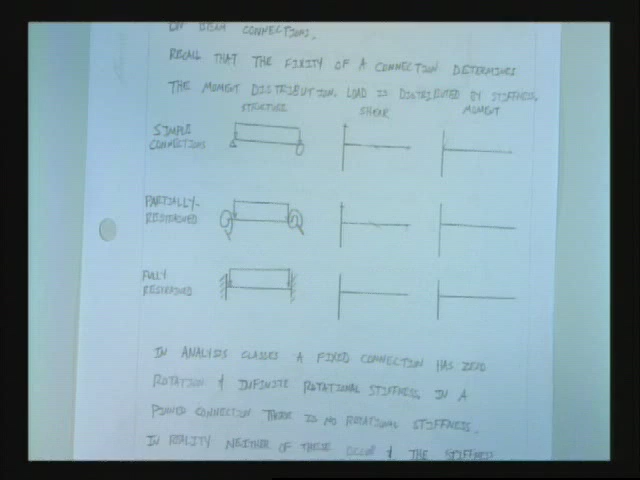 BEAM CONNECTIONS.
RECALL THAT THE FIXITY OF A CONNECTION DETERMINES
THE MOMENT DISTRIBUTION. LOAD IS DISTRIBUTED BY STIFFNESS.
STRUCTURE SHEAR MOMENT
SIMPLE
CONNECTIONS
PARTIALLY-
RESTRAINED
FULLY
RESTRAINED
IN ANALYSIS CLASSES A FIXED CONNECTION HAS ZERO
ROTATION & INFINITE ROTATIONAL STIFFNESS. IN A
PINNED CONNECTION THERE IS NO ROTATIONAL STIFFNESS.
IN REALITY NEITHER OF THESE OCCUR & THE STIFFNESS